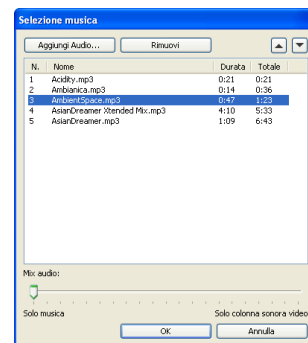 Selezione musica
Aggiungi Audio... Rimuovi
N. Nome Durata Totale
1 Acidity.mp3 0:21 0:21
2 Ambianica.mp3 0:14 0:36
3 AmbientSpace.mp3 0:47 1:23
4 AsianDreamer Xtended Mix.mp3 4:10 5:33
5 AsianDreamer.mp3 1:09 6:43
Mix audio:
Solo musica Solo colonna sonora video
OK Annulla